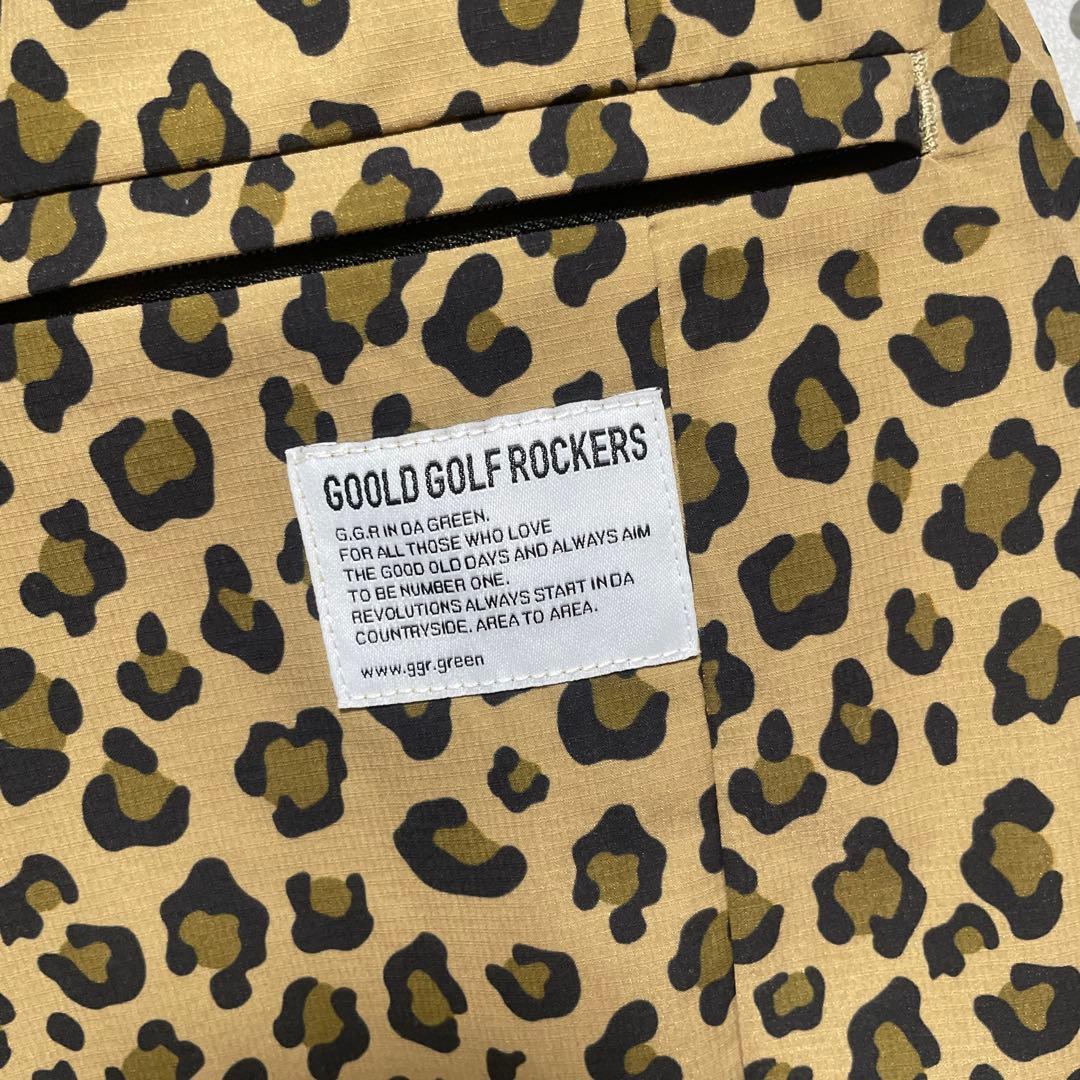 GOOLD GOLF ROCKERS
G.G.R IN DA GREEN.
FOR ALL THOSE WHO LOVE
THE GOOD OLD DAYS AND ALWAYS AIM
TO BE NUMBER ONE.
REVOLUTIONS ALWAYS START IN DA
COUNTRYSIDE. AREA TO AREA.
www.ggr.green